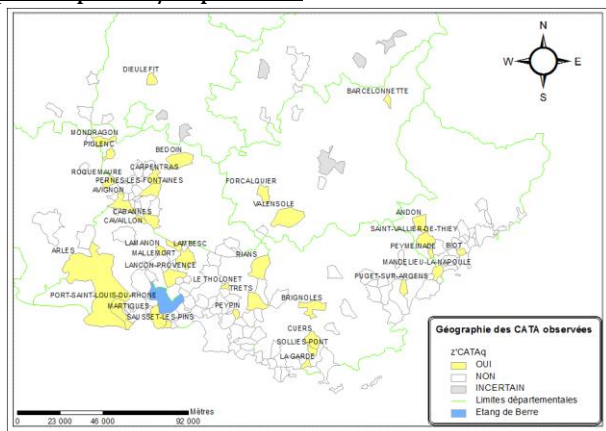 N
W
E
S
DIEULEFIT
BARCELONNETTE
MONDRAGON
PIOLENC
BEDOIN
CARPENTRAS
ROQUEMAURE
PERNES-LES-FONTAINES
AVIGNON
FORCALQUIER
VALENSOLE
CABANNES
CAVAILLON
ANDON
SAINT-VALLIER-DE-THIEY
LAMANON
LAMBESC
MALLEMORT
PEYMEINADE
BIOT
ARLES
LANCON-PROVENCE
RIANS
MANDELIEU-LA-NAPOULE
LE THOLONET
PUGET-SUR-ARGENS
TRETS
PORT-SAINT-LOUIS-DU-RHONE
BRIGNOLES
MARTIGUES
PEYPIN
SAUSSET-LES-PINS
CUERS
SOLLIES-PONT
LA GARDE
Géographie des CATA observées
z'CATAq
OUI
NON
INCERTAIN
Limites départementales
Etang de Berre
Mètres
0 23 000 46 000 92 000